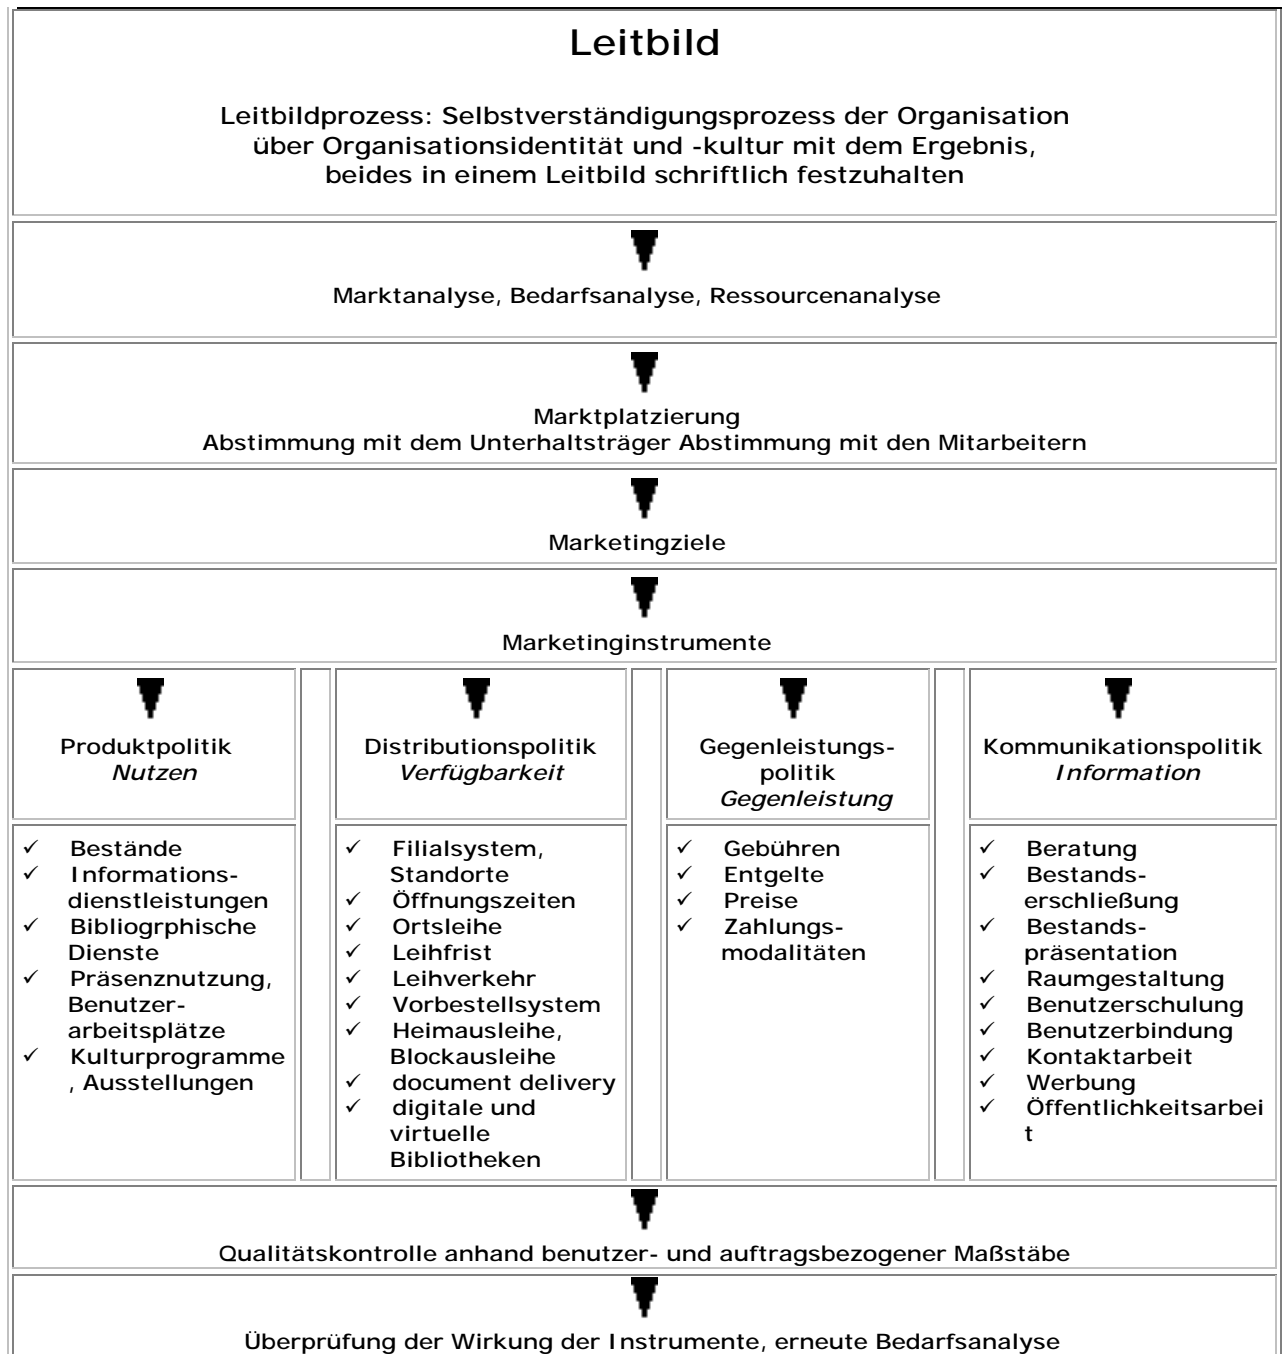 Leitbild
Leitbildprozess: Selbstverständigungsprozess der Organisation
über Organisationsidentität und -kultur mit dem Ergebnis,
beides in einem Leitbild schriftlich festzuhalten
Marktanalyse, Bedarfsanalyse, Ressourcenanalyse
Marktplatzierung
Abstimmung mit dem Unterhaltsträger Abstimmung mit den Mitarbeitern
Marketingziele
Marketinginstrumente
Produktpolitik
Nutzen
Distributionspolitik
Verfügbarkeit
Gegenleistungs-
politik
Gegenleistung
Kommunikationspolitik
Information
✓ Bestände
✓ Informations-
dienstleistungen
✓ Bibliogrphische
Dienste
✓ Präsenznutzung,
Benutzer-
arbeitsplätze
✓ Kulturprogramme
, Ausstellungen
✓ Filialsystem,
Standorte
✓ Öffnungszeiten
✓ Ortsleihe
✓ Leihfrist
✓ Leihverkehr
✓ Vorbestellsystem
✓ Heimausleihe,
Blockausleihe
✓ document delivery
✓ digitale und
virtuelle
Bibliotheken
✓ Gebühren
✓ Entgelte
✓ Preise
✓ Zahlungs-
modalitäten
✓ Beratung
✓ Bestands-
erschließung
✓ Bestands-
präsentation
✓ Raumgestaltung
✓ Benutzerschulung
✓ Benutzerbindung
✓ Kontaktarbeit
✓ Werbung
✓ Öffentlichkeitsarbei
t
Qualitätskontrolle anhand benutzer- und auftragsbezogener Maßstäbe
Überprüfung der Wirkung der Instrumente, erneute Bedarfsanalyse